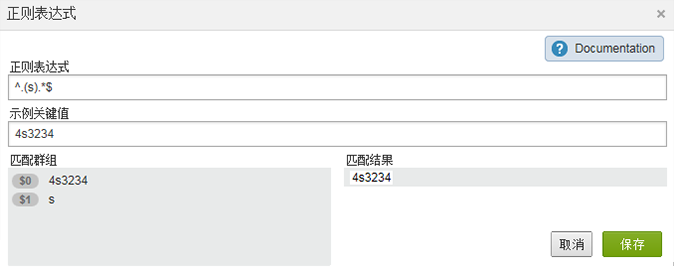 正则表达式
×
? Documentation
正则表达式
^.(s).*$
示例关键值
4s3234
匹配群组
$0 4s3234
$1 s
匹配结果
4s3234
取消 保存